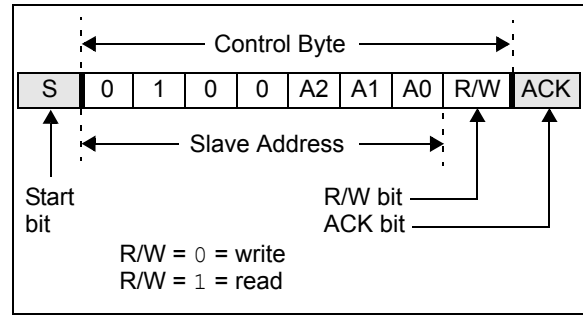 Control Byte
S 0 1 0 0 A2 A1 A0 R/W ACK
Slave Address
Start
bit
R/W bit
ACK bit
R/W = 0 = write
R/W = 1 = read